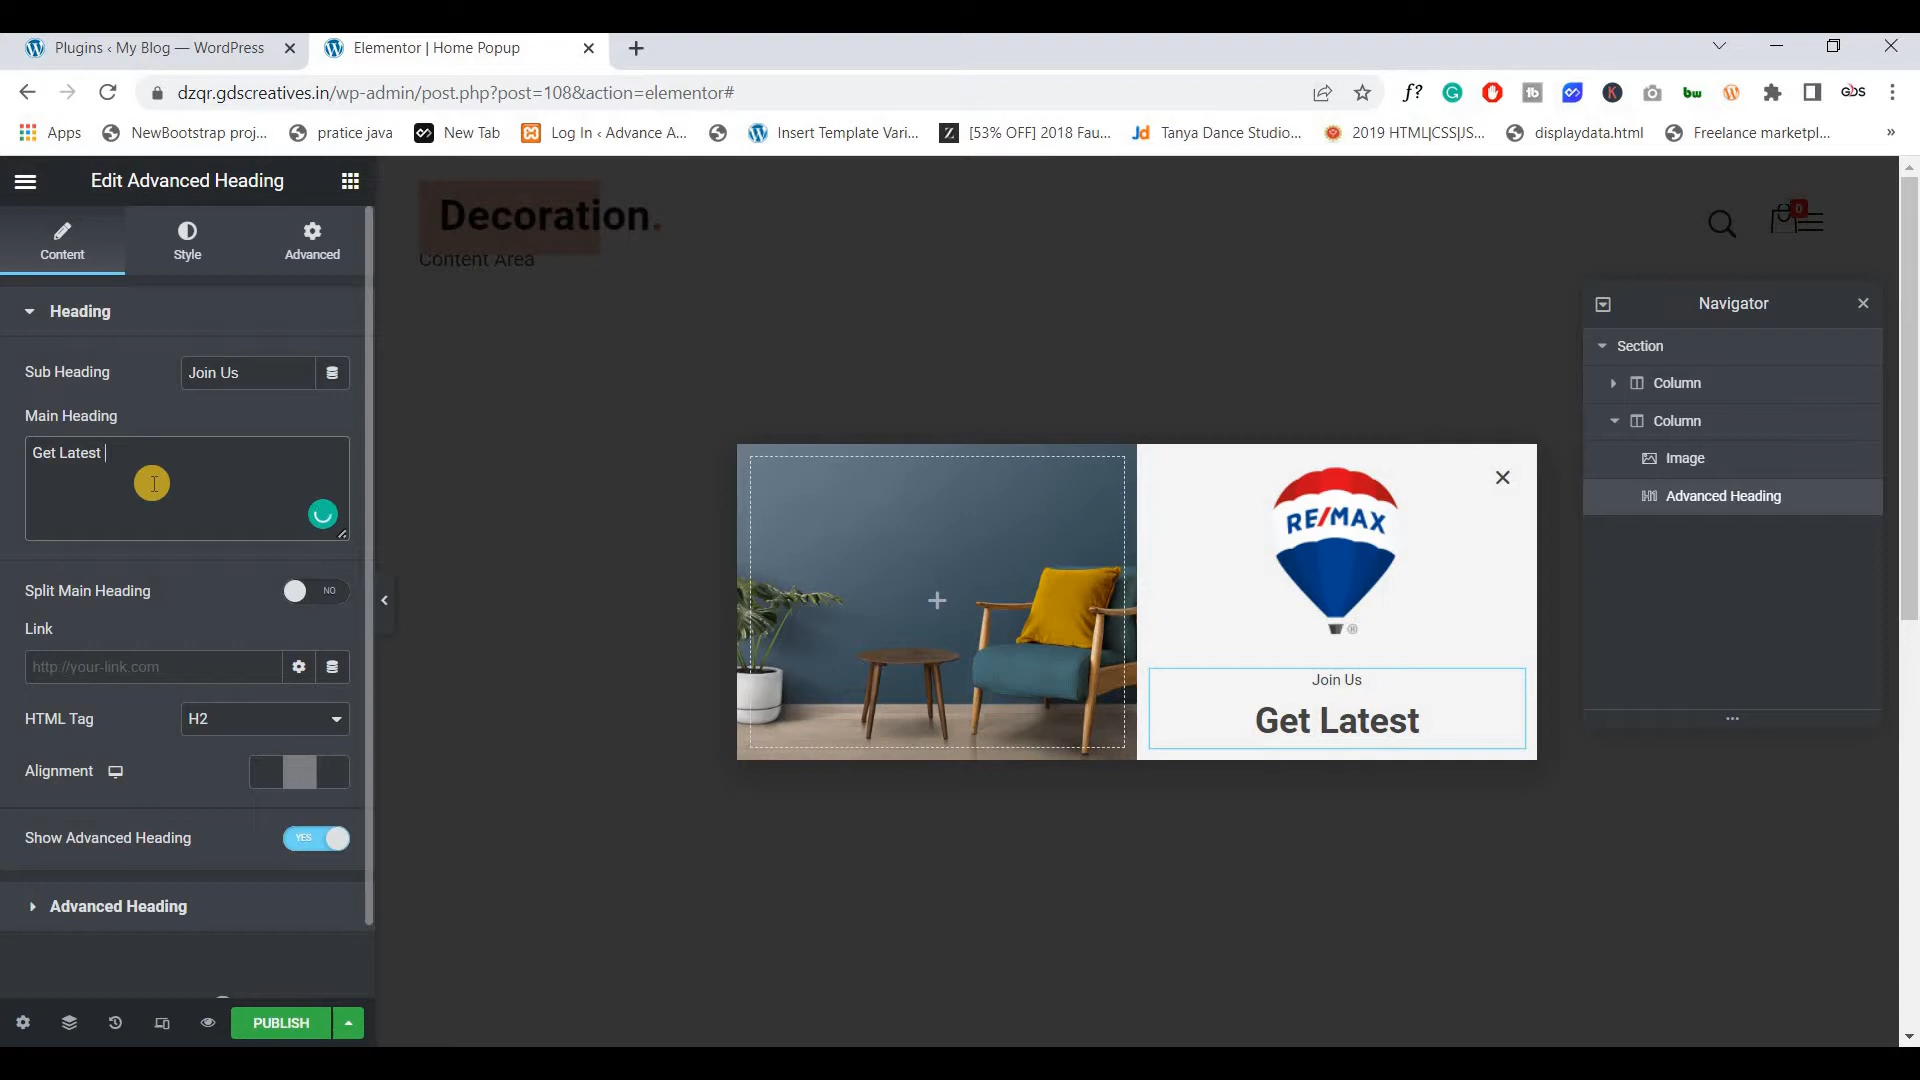 Plugins ‹ My Blog — WordPress
Elementor | Home Popup
dzqr.gdscreatives.in/wp-admin/post.php?post=108&action=elementor#
Apps
NewBootstrap proj...
pratice java
New Tab
Log In ‹ Advance A...
Insert Template Vari...
[53% OFF] 2018 Fau...
Tanya Dance Studio...
2019 HTML|CSS|JS...
displaydata.html
Freelance marketpl...
»
Edit Advanced Heading
Content
Style
Advanced
Heading
Sub Heading
Join Us
Main Heading
Get Latest
Split Main Heading
NO
Link
http://your-link.com
HTML Tag
H2
Alignment
Show Advanced Heading
YES
Advanced Heading
PUBLISH
Decoration.
Content Area
0
RE/MAX
®
Join Us
Get Latest
Navigator
Section
Column
Column
Image
Advanced Heading